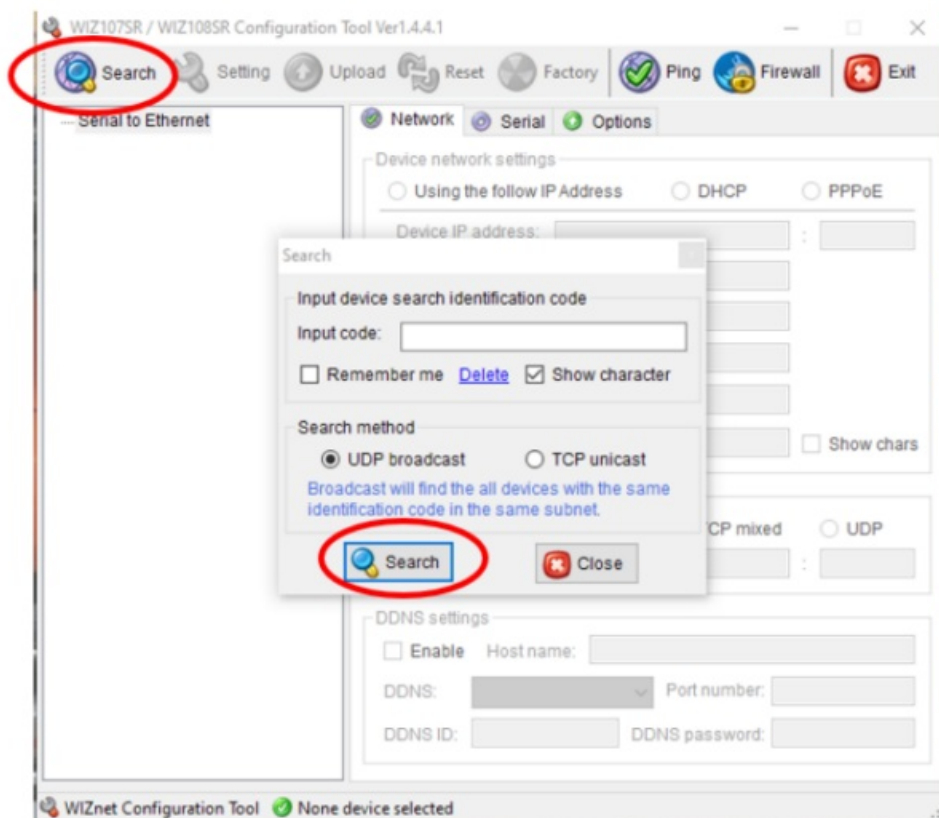 WIZ107SR / WIZ108SR Configuration Tool Ver1.4.4.1
Search Setting Upload Reset Factory Ping Firewall Exit
Serial to Ethernet
Network Serial Options
Device network settings
Using the follow IP Address DHCP PPPoE
Device IP address: :
Search
Input device search identification code
Input code:
Remember me Delete Show character
Search method
UDP broadcast TCP unicast
Broadcast will find the all devices with the same
identification code in the same subnet.
Search Close
Show chars
CP mixed UDP
:
DDNS settings
Enable Host name:
DDNS: Port number:
DDNS ID: DDNS password:
WIZnet Configuration Tool None device selected